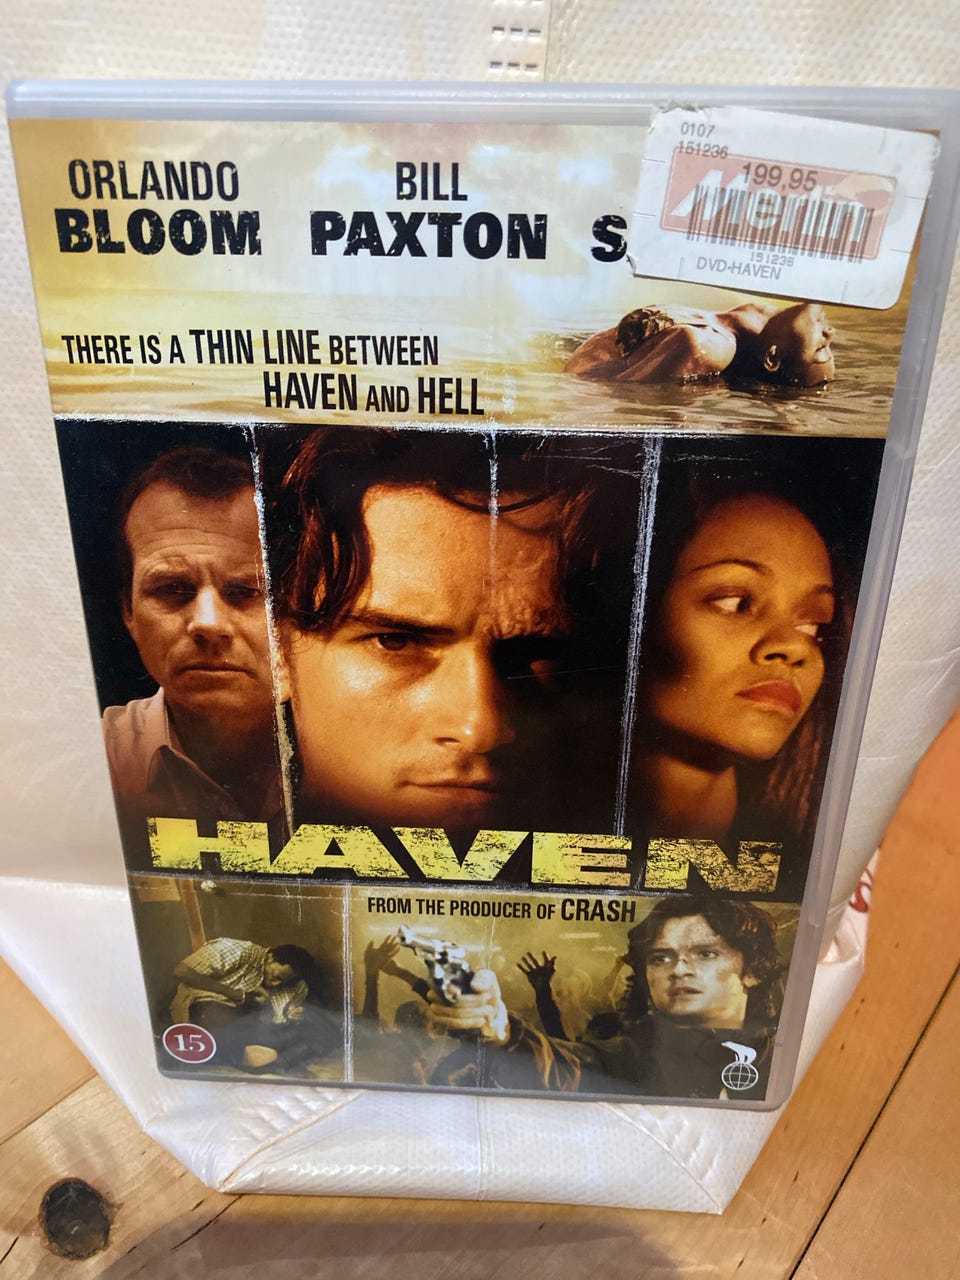 ORLANDO
BLOOM
BILL
PAXTON
S
0107
151236
199,95
Merlin
151236
DVD-HAVEN
THERE IS A THIN LINE BETWEEN
HAVEN AND HELL
HAVEN
FROM THE PRODUCER OF CRASH
15